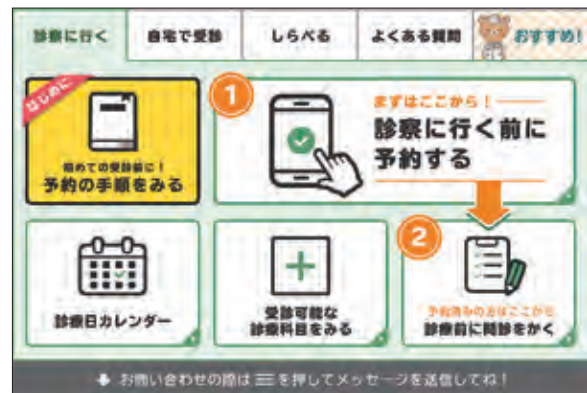 診察に行く
自宅で受診
しらべる
よくある質問
おすすめ!
はじめに
初めての受診前に!
予約の手順をみる
1
まずはここから!
診察に行く前に
予約する
診療日カレンダー
受診可能な
診療科目をみる
2
予約済みの方はここから
診療前に問診をかく
お問い合わせの際は三を押してメッセージを送信してね!